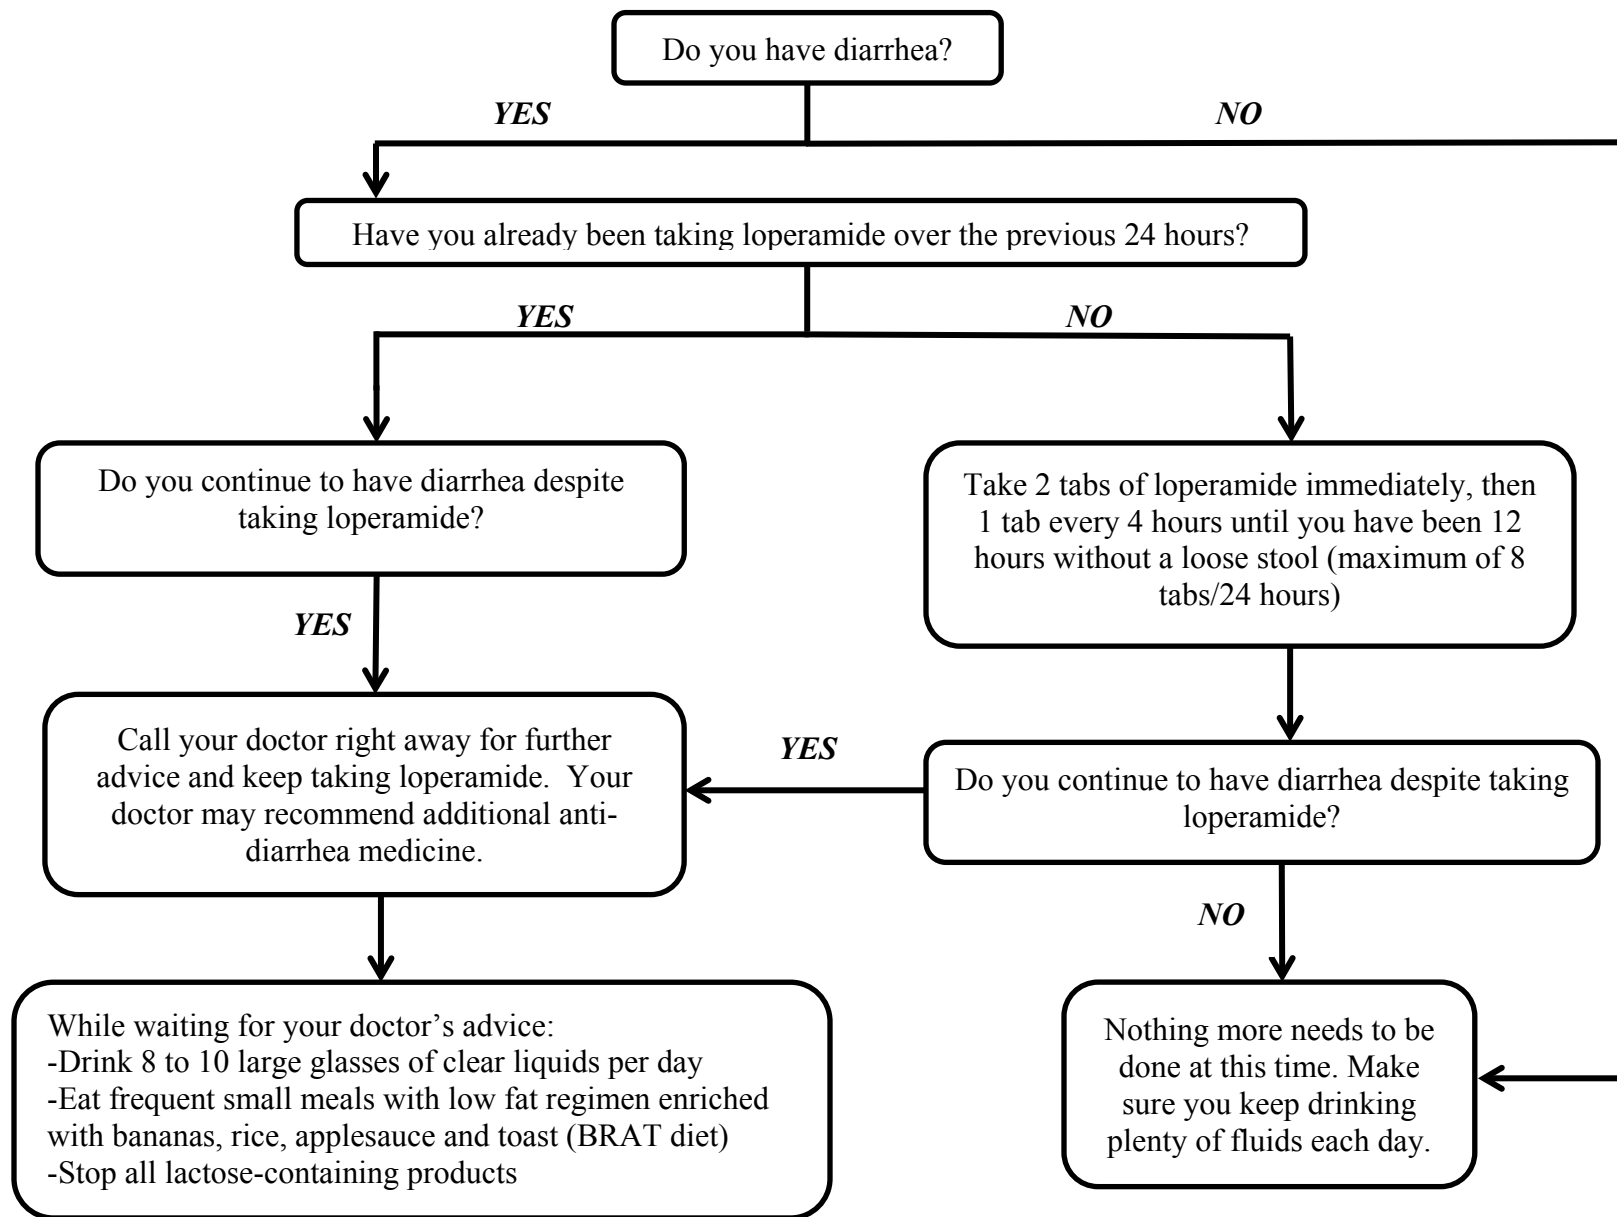 Do you have diarrhea?
YES
NO
Have you already been taking loperamide over the previous 24 hours?
YES
NO
Do you continue to have diarrhea despite
taking loperamide?
Take 2 tabs of loperamide immediately, then
1 tab every 4 hours until you have been 12
hours without a loose stool (maximum of 8
tabs/24 hours)
YES
Call your doctor right away for further
advice and keep taking loperamide.  Your
doctor may recommend additional anti-
diarrhea medicine.
YES
Do you continue to have diarrhea despite taking
loperamide?
NO
While waiting for your doctor’s advice:
-Drink 8 to 10 large glasses of clear liquids per day
-Eat frequent small meals with low fat regimen enriched
with bananas, rice, applesauce and toast (BRAT diet)
-Stop all lactose-containing products
Nothing more needs to be
done at this time. Make
sure you keep drinking
plenty of fluids each day.